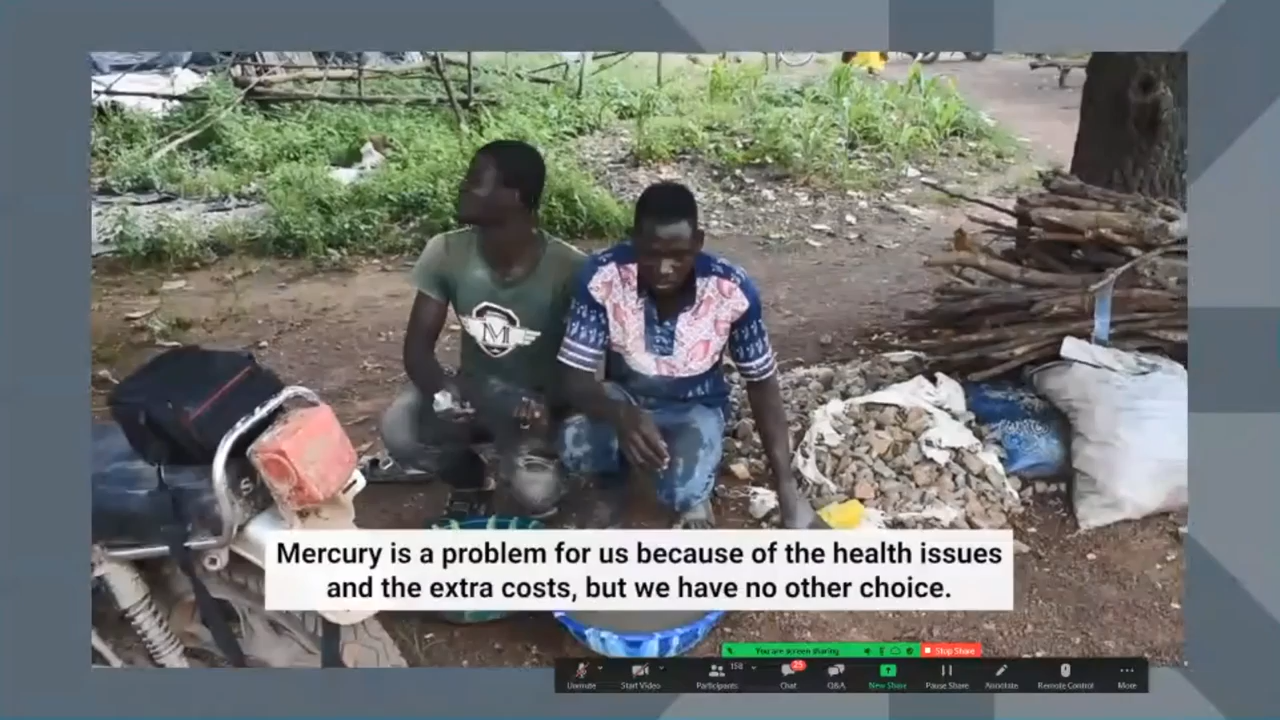 M
S
Mercury is a problem for us because of the health issues
and the extra costs, but we have no other choice.
You are screen sharing
Stop Share
Unmute
Start Video
Participants
158
Chat
25
Q&A
New Share
Pause Share
Annotate
Remote Control
More